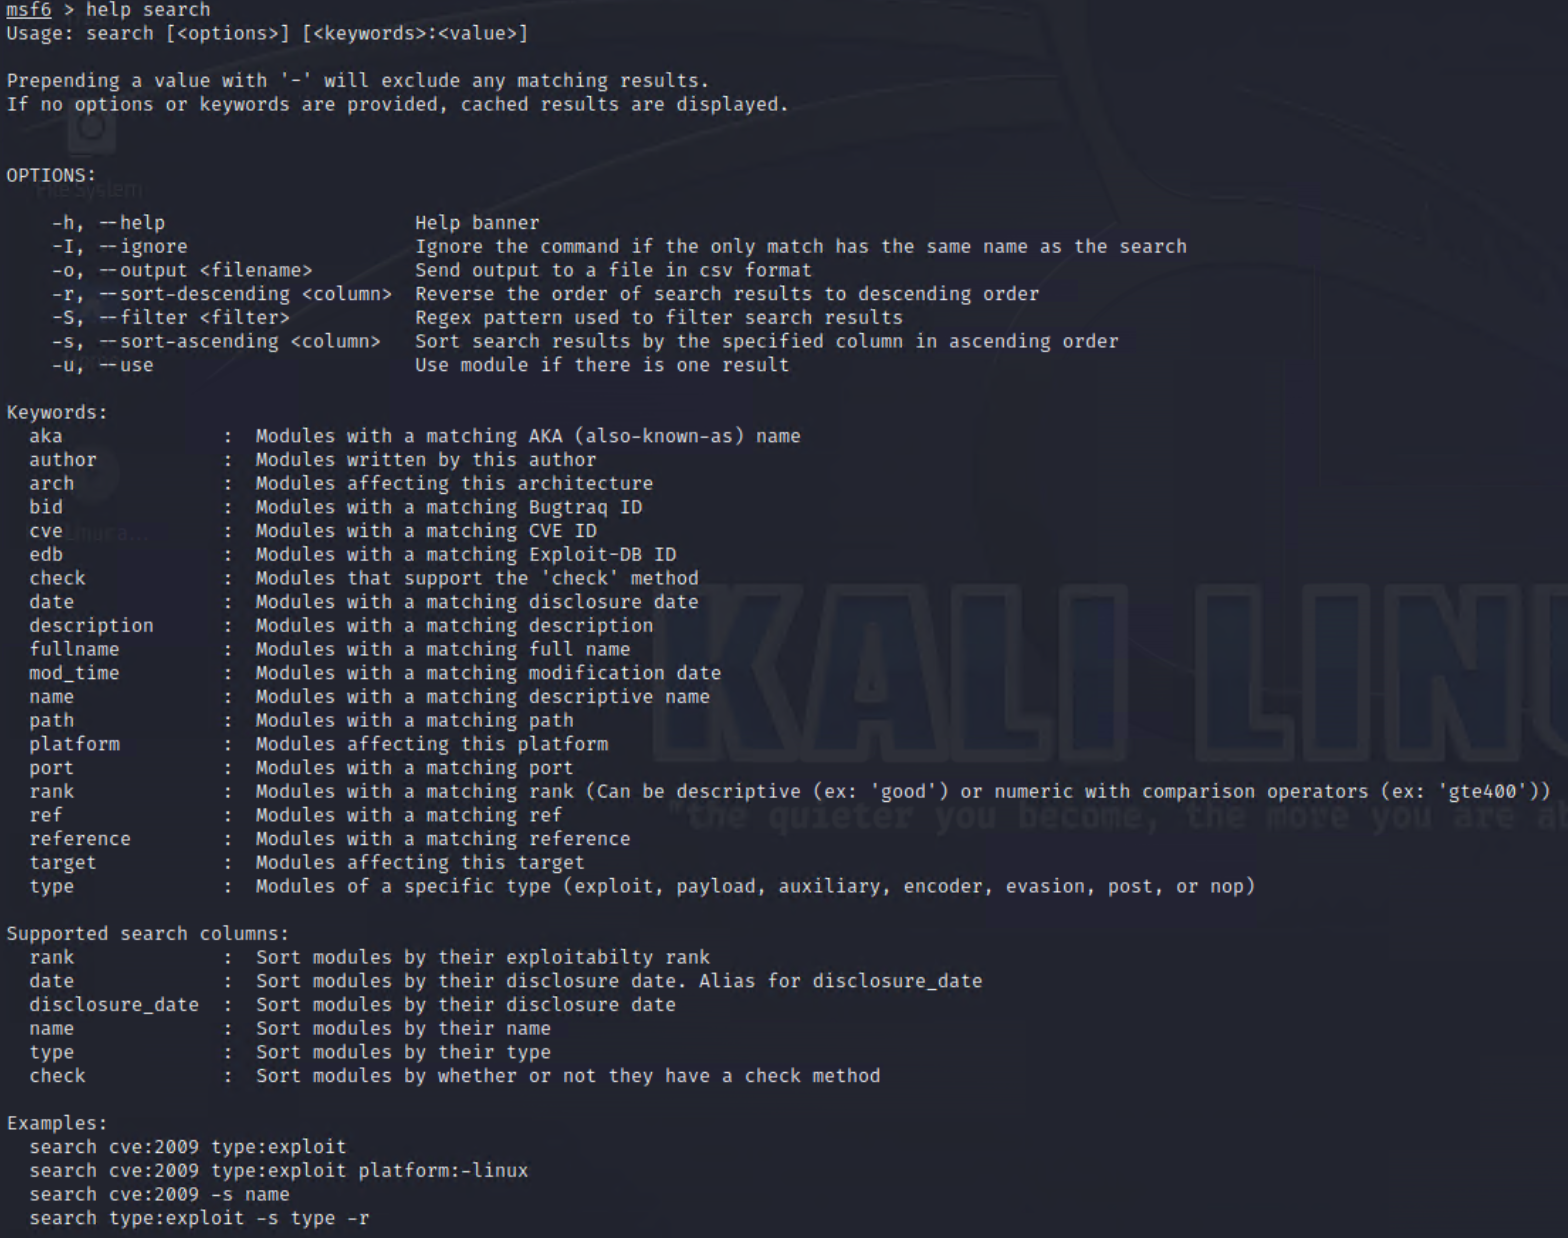 msf6 > help search
Usage: search [<options>] [<keywords>:<value>]
Prepending a value with '-' will exclude any matching results.
If no options or keywords are provided, cached results are displayed.
OPTIONS:
File System
-h, --help Help banner
-I, --ignore Ignore the command if the only match has the same name as the search
-o, --output <filename> Send output to a file in csv format
-r, --sort-descending <column> Reverse the order of search results to descending order
-S, --filter <filter> Regex pattern used to filter search results
-s, --sort-ascending <column> Sort search results by the specified column in ascending order
-u, --use Use module if there is one result
Keywords:
aka : Modules with a matching AKA (also-known-as) name
author : Modules written by this author
arch : Modules affecting this architecture
bid : Modules with a matching Bugtraq ID
cve : Modules with a matching CVE ID
edb : Modules with a matching Exploit-DB ID
check : Modules that support the 'check' method
date : Modules with a matching disclosure date
description : Modules with a matching description
fullname : Modules with a matching full name
mod_time : Modules with a matching modification date
name : Modules with a matching descriptive name
path : Modules with a matching path
platform : Modules affecting this platform
port : Modules with a matching port
rank : Modules with a matching rank (Can be descriptive (ex: 'good') or numeric with comparison operators (ex: 'gte400'))
ref : Modules with a matching ref
reference : Modules with a matching reference
target : Modules affecting this target
type : Modules of a specific type (exploit, payload, auxiliary, encoder, evasion, post, or nop)
KALI LINU
"the quieter you become, the more you are ab
Supported search columns:
rank : Sort modules by their exploitabilty rank
date : Sort modules by their disclosure date. Alias for disclosure_date
disclosure_date : Sort modules by their disclosure date
name : Sort modules by their name
type : Sort modules by their type
check : Sort modules by whether or not they have a check method
Examples:
search cve:2009 type:exploit
search cve:2009 type:exploit platform:-linux
search cve:2009 -s name
search type:exploit -s type -r